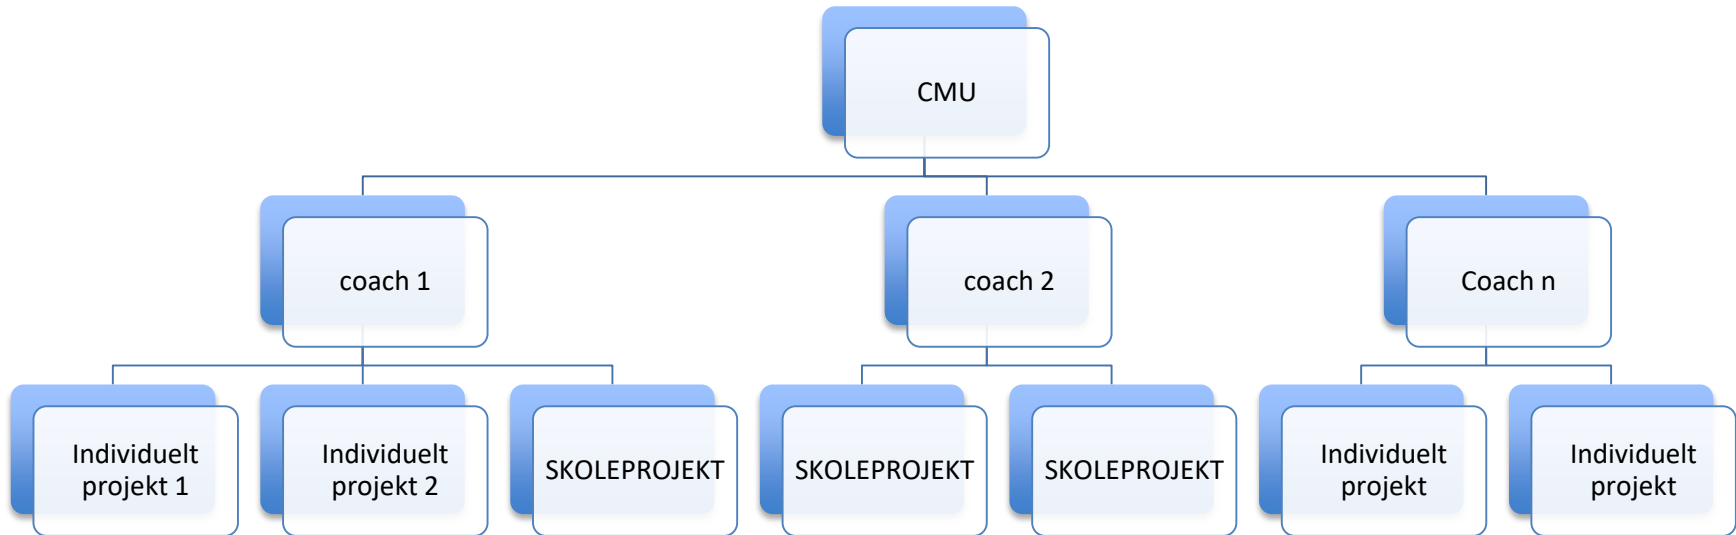 CMU
coach 1
coach 2
Coach n
Individuelt
projekt 1
Individuelt
projekt 2
SKOLEPROJEKT
SKOLEPROJEKT
SKOLEPROJEKT
Individuelt
projekt
Individuelt
projekt